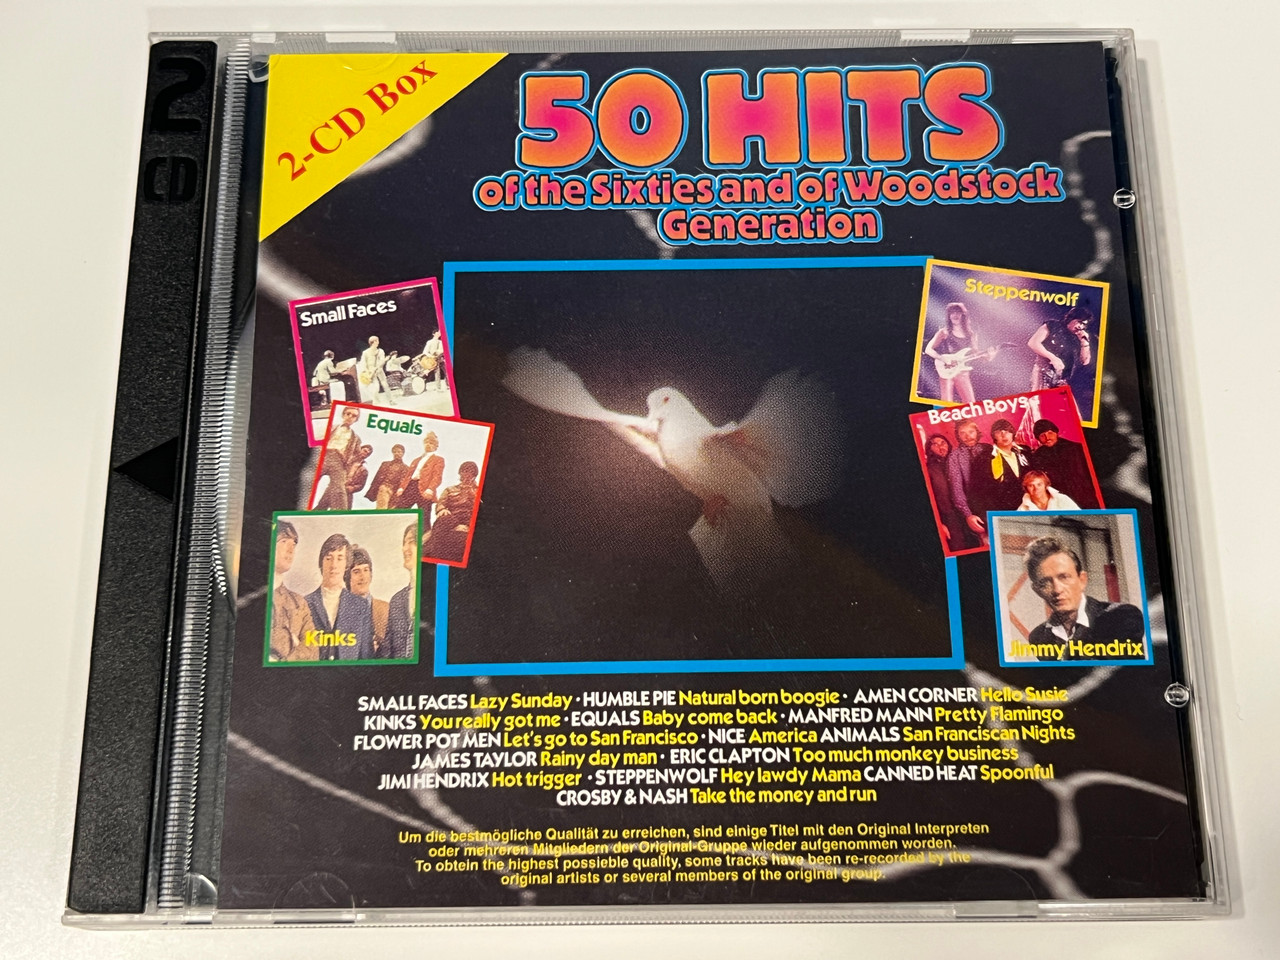 2
CD
2-CD Box
50 HITS
of the Sixties and of Woodstock
Generation
Small Faces
Equals
Kinks
Steppenwolf
Beach Boys
Jimmy Hendrix
SMALL FACES Lazy Sunday · HUMBLE PIE Natural born boogie · AMEN CORNER Hello Susie
KINKS You really got me · EQUALS Baby come back · MANFRED MANN Pretty Flamingo
FLOWER POT MEN Let's go to San Francisco · NICE America ANIMALS San Franciscan Nights
JAMES TAYLOR Rainy day man · ERIC CLAPTON Too much monkey business
JIMI HENDRIX Hot trigger · STEPPENWOLF Hey lawdy Mama CANNED HEAT Spoonful
CROSBY & NASH Take the money and run
Um die bestmögliche Qualität zu erreichen, sind einige Titel mit den Original Interpreten
oder mehreren Mitgliedern der Original-Gruppe wieder aufgenommen worden.
To obtein the highest possieble quality, some tracks have been re-recorded by the
original artists or several members of the original group.